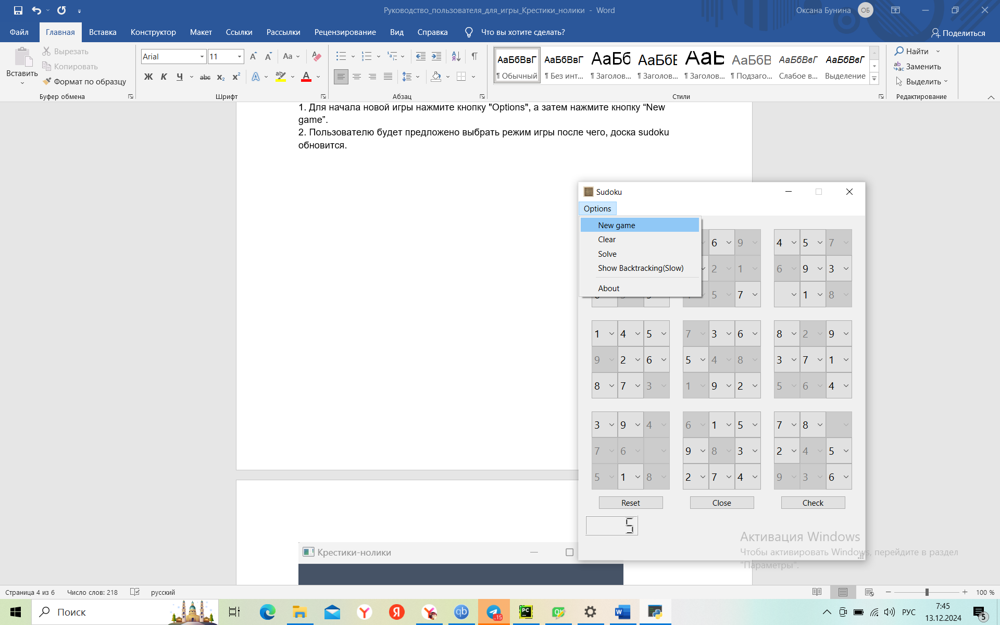 Руководство_пользователя_для_игры_Крестики_нолики - Word
Оксана Бунина
ОБ
Файл Главная Вставка Конструктор Макет Ссылки Рассылки Рецензирование Вид Справка Что вы хотите сделать? Поделиться
Вставить
Вырезать
Копировать
Формат по образцу
Буфер обмена
Arial 11
Ж К Ч
Шрифт
Абзац
АаБбВвГ АаБбВвГ АаБб АаБбЕ АаЬ АаБбВ АаБбВвГ АаБбВвГ
¶ Обычный ¶ Без инт... ¶ Заголов... ¶ Заголов... ¶ Заголов... ¶ Подзаго... Слабое в... Выделение
Стили
Найти
Заменить
Выделить
Редактирование
1. Для начала новой игры нажмите кнопку "Options", а затем нажмите кнопку “New
game”.
2. Пользователю будет предложено выбрать режим игры после чего, доска sudoku
обновится.
Sudoku
Options
New game
Clear
Solve
Show Backtracking(Slow)
About
6 9 4 5 7
2 1 6 9 3
5 7 1 8
1 4 5 7 3 6 8 2 9
9 2 6 5 4 8 3 7 1
8 7 3 1 9 2 5 6 4
3 9 4 6 1 5 7 8
7 6 9 8 3 2 4 5
5 1 8 2 7 4 9 3 6
Reset Close Check
5
Активация Windows
Чтобы активировать Windows, перейдите в раздел
"Параметры".
Крестики-нолики
Страница 4 из 6 Число слов: 218 русский 100 %
Поиск
РУС
7:45
13.12.2024
5